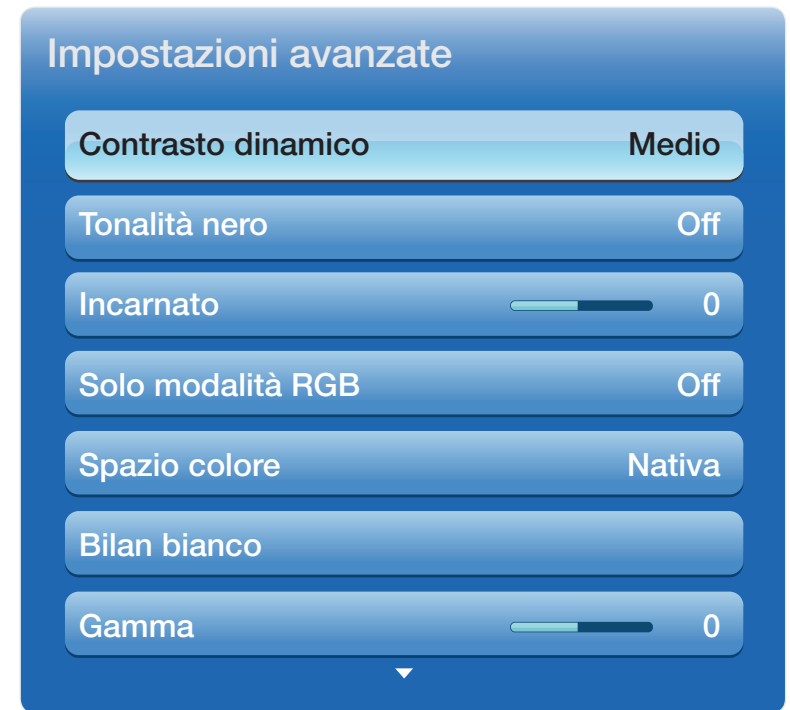 Impostazioni avanzate
Contrasto dinamico Medio
Tonalità nero Off
Incarnato 0
Solo modalità RGB Off
Spazio colore Nativa
Bilan bianco
Gamma 0